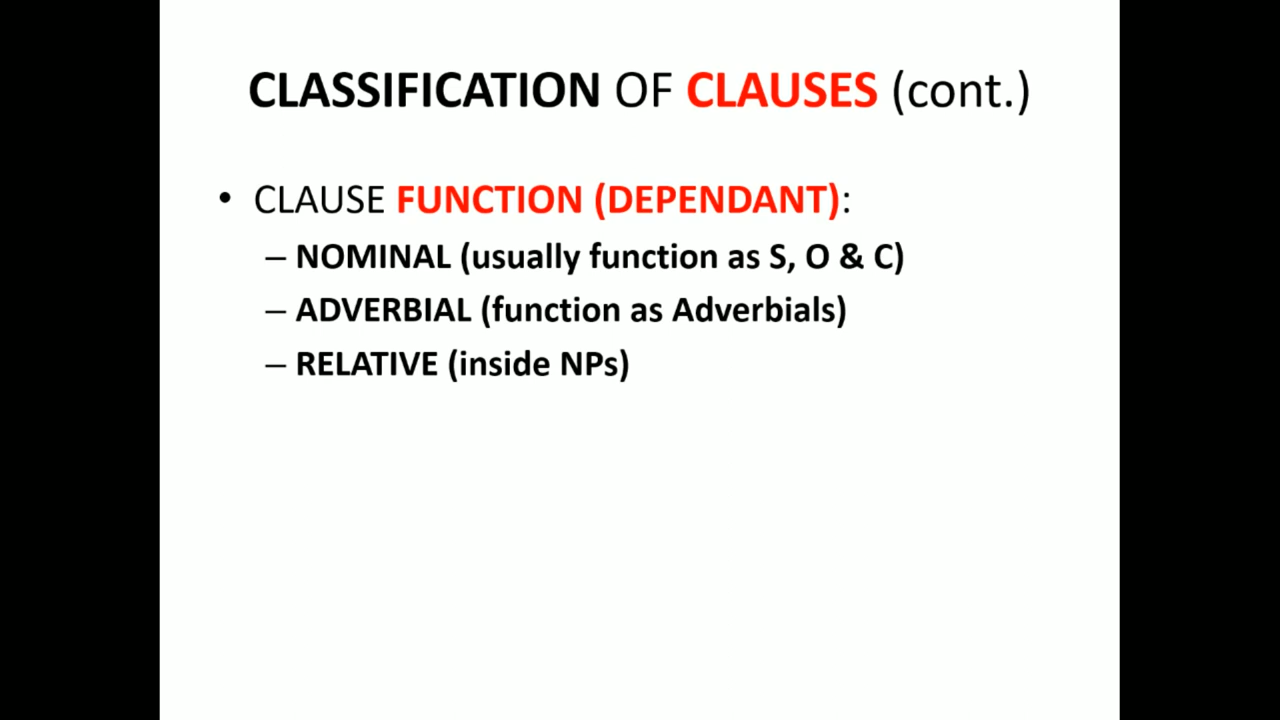 CLASSIFICATION OF CLAUSES (cont.)
• CLAUSE FUNCTION (DEPENDANT):
– NOMINAL (usually function as S, O & C)
– ADVERBIAL (function as Adverbials)
– RELATIVE (inside NPs)